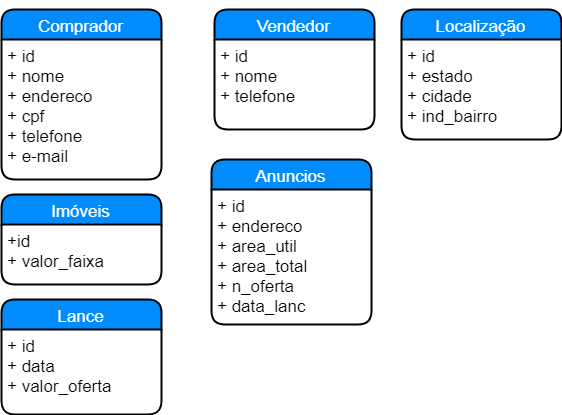 Comprador
+ id
+ nome
+ endereco
+ cpf
+ telefone
+ e-mail
Vendedor
+ id
+ nome
+ telefone
Localização
+ id
+ estado
+ cidade
+ ind_bairro
Imóveis
+id
+ valor_faixa
Anuncios
+ id
+ endereco
+ area_util
+ area_total
+ n_oferta
+ data_lanc
Lance
+ id
+ data
+ valor_oferta